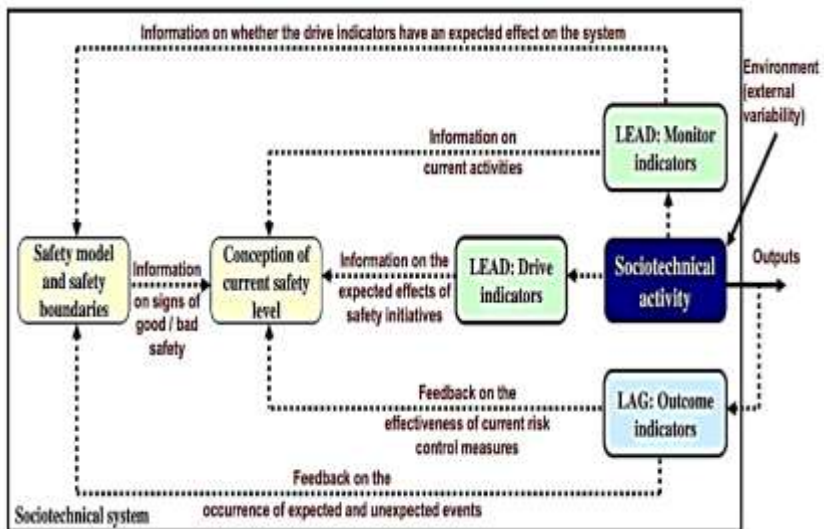 Information on whether the drive indicators have an expected effect on the system
Environment
(external
variability)
LEAD: Monitor
indicators
Information on
current activities
Safety model
and safety
boundaries
Information
on signs of
good / bad
safety
Conception of
current safety
level
Information on the
expected effects of
safety initiatives
LEAD: Drive
indicators
Sociotechnical
activity
Outputs
Feedback on the
effectiveness of current risk
control measures
LAG: Outcome
indicators
Feedback on the
occurrence of expected and unexpected events
Sociotechnical system